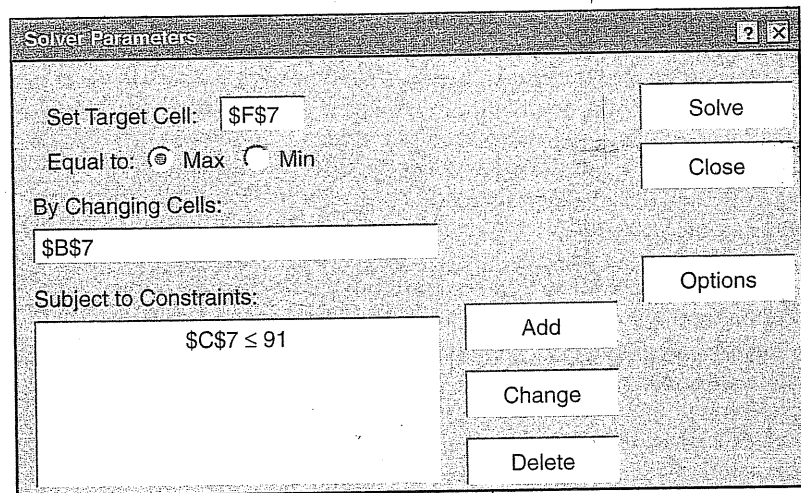 Solver Parameters ? X
Set Target Cell: $F$7
Solve
Equal to: Max Min
Close
By Changing Cells:
$B$7
Options
Subject to Constraints:
$C$7 ≤ 91
Add
Change
Delete